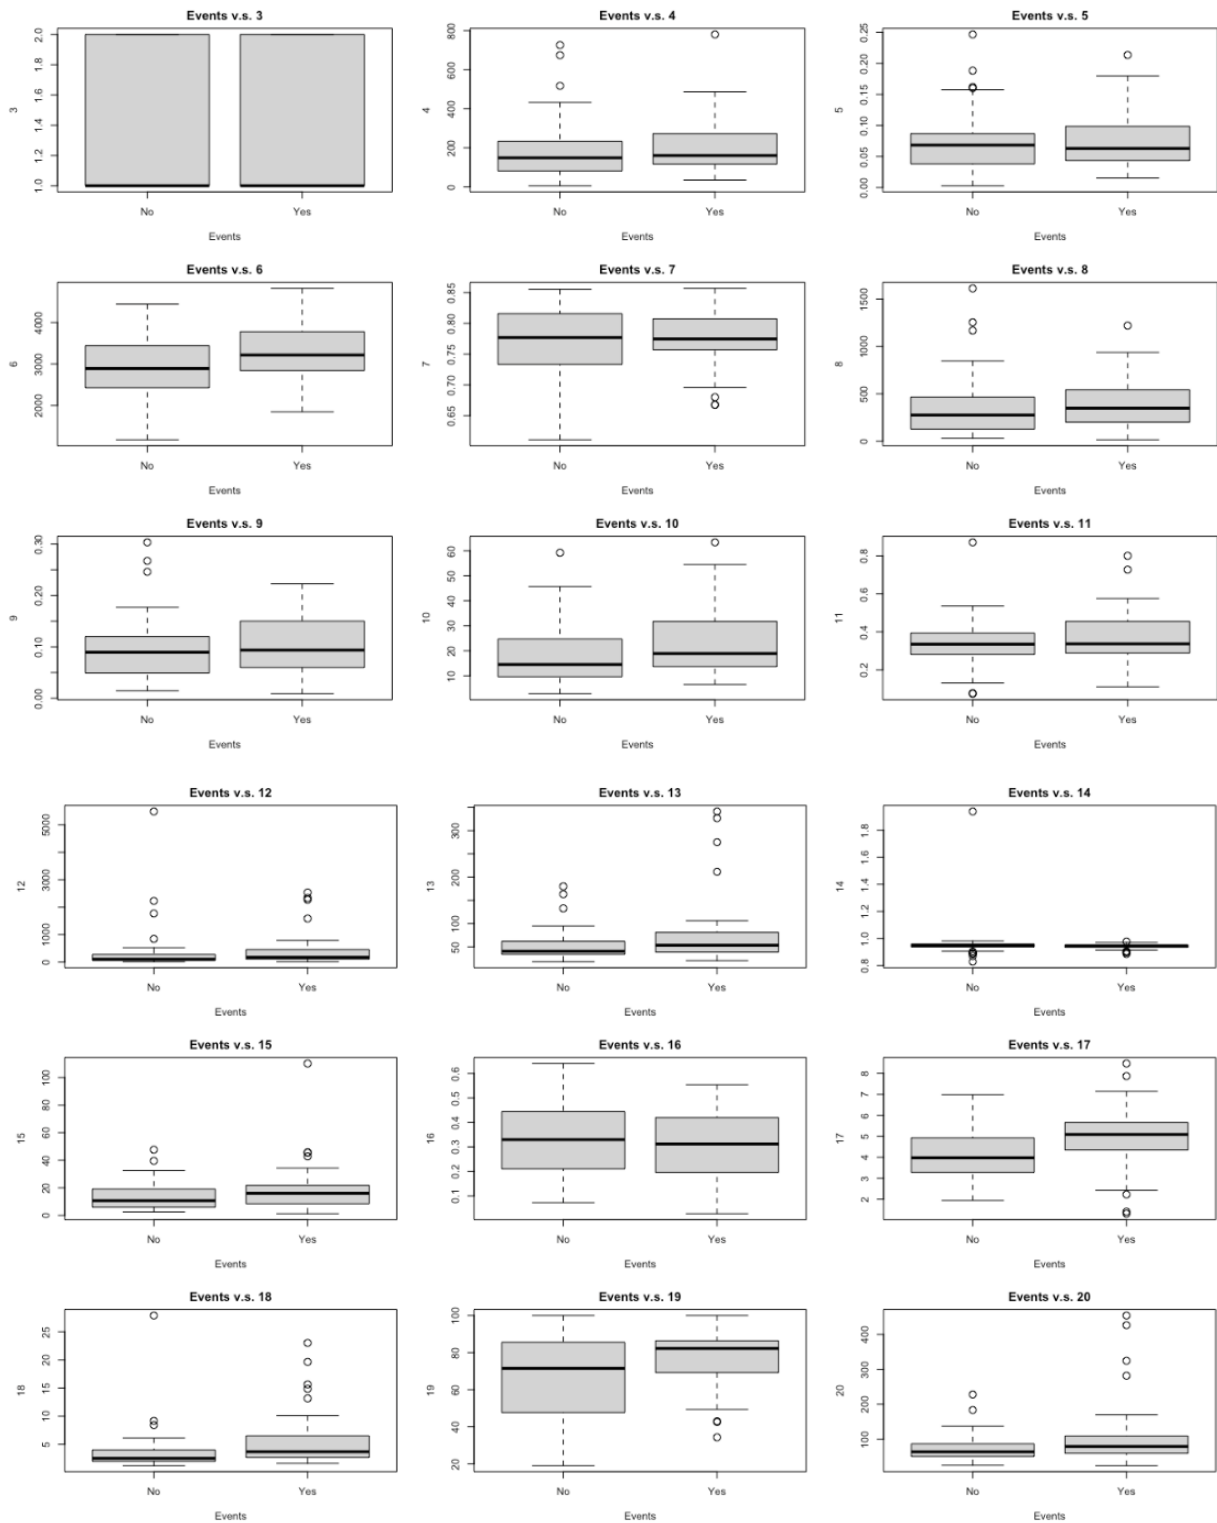 Events v.s. 3
3
1.0 1.2 1.4 1.6 1.8 2.0
No Yes
Events
Events v.s. 4
4
0 200 400 600 800
No Yes
Events
Events v.s. 5
5
0.00 0.05 0.10 0.15 0.20 0.25
No Yes
Events
Events v.s. 6
6
2000 3000 4000
No Yes
Events
Events v.s. 7
7
0.65 0.70 0.75 0.80 0.85
No Yes
Events
Events v.s. 8
8
0 500 1000 1500
No Yes
Events
Events v.s. 9
9
0.00 0.10 0.20 0.30
No Yes
Events
Events v.s. 10
10
10 20 30 40 50 60
No Yes
Events
Events v.s. 11
11
0.2 0.4 0.6 0.8
No Yes
Events
Events v.s. 12
12
0 1000 3000 5000
No Yes
Events
Events v.s. 13
13
50 100 200 300
No Yes
Events
Events v.s. 14
14
0.8 1.0 1.2 1.4 1.6 1.8
No Yes
Events
Events v.s. 15
15
0 20 40 60 80 100
No Yes
Events
Events v.s. 16
16
0.1 0.2 0.3 0.4 0.5 0.6
No Yes
Events
Events v.s. 17
17
2 3 4 5 6 7 8
No Yes
Events
Events v.s. 18
18
5 10 15 20 25
No Yes
Events
Events v.s. 19
19
20 40 60 80 100
No Yes
Events
Events v.s. 20
20
100 200 300 400
No Yes
Events